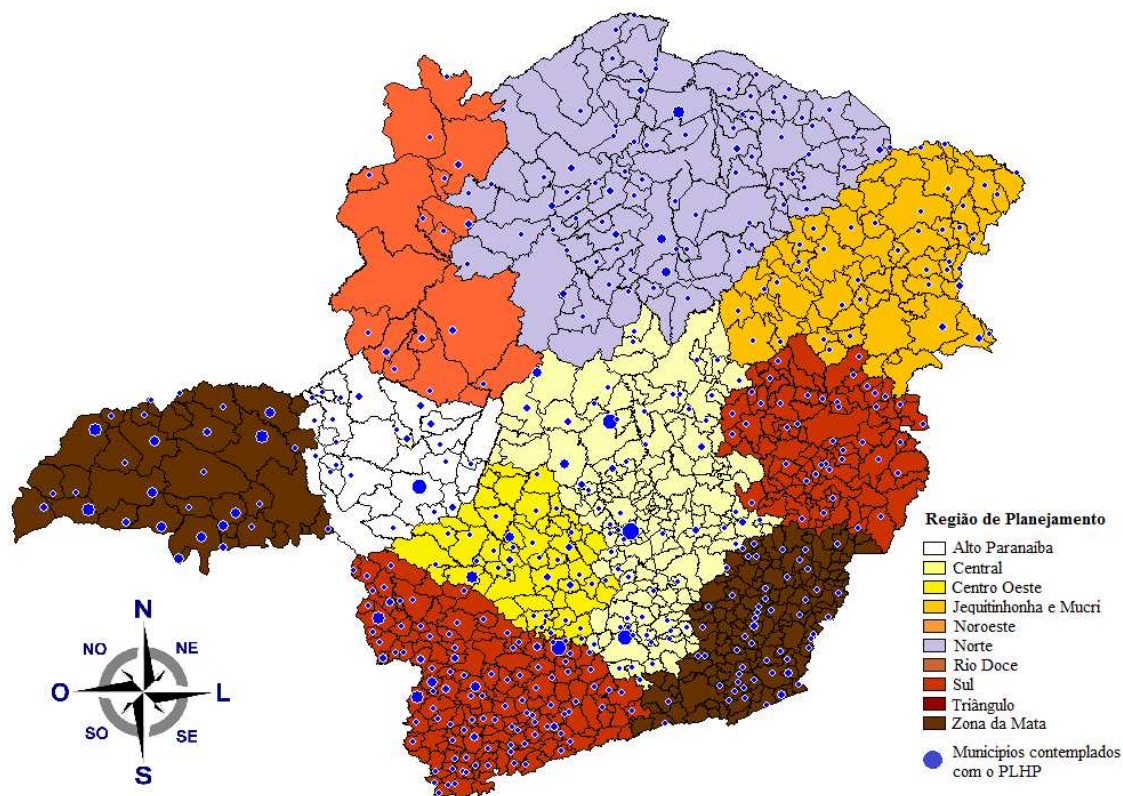 Região de Planejamento
Alto Paranaiba
Central
Centro Oeste
Jequitinhonha e Mucri
Noroeste
Norte
Rio Doce
Sul
Triângulo
Zona da Mata
Municípios contemplados
com o PLHP
N
NO
NE
O
L
SO
SE
S